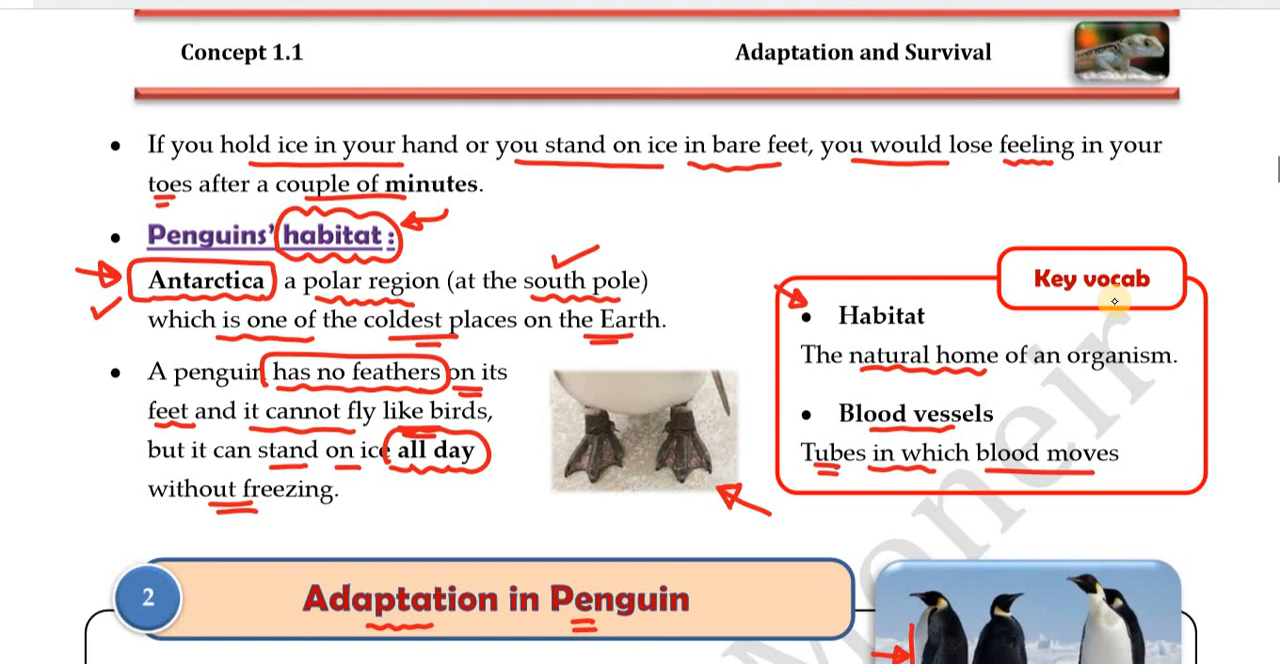 Concept 1.1
Adaptation and Survival
• If you hold ice in your hand or you stand on ice in bare feet, you would lose feeling in your
toes after a couple of minutes.
• Penguins' habitat :
Antarctica a polar region (at the south pole)
which is one of the coldest places on the Earth.
• A penguin has no feathers on its
feet and it cannot fly like birds,
but it can stand on ice all day
without freezing.
Key vocab
• Habitat
The natural home of an organism.
• Blood vessels
Tubes in which blood moves
2
Adaptation in Penguin
Moneir